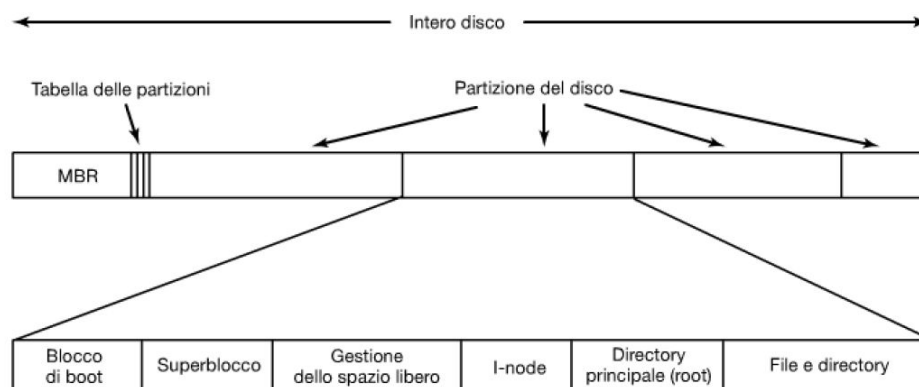 Intero disco
Tabella delle partizioni
Partizione del disco
MBR
Blocco
di boot
Superblocco
Gestione
dello spazio libero
I-node
Directory
principale (root)
File e directory